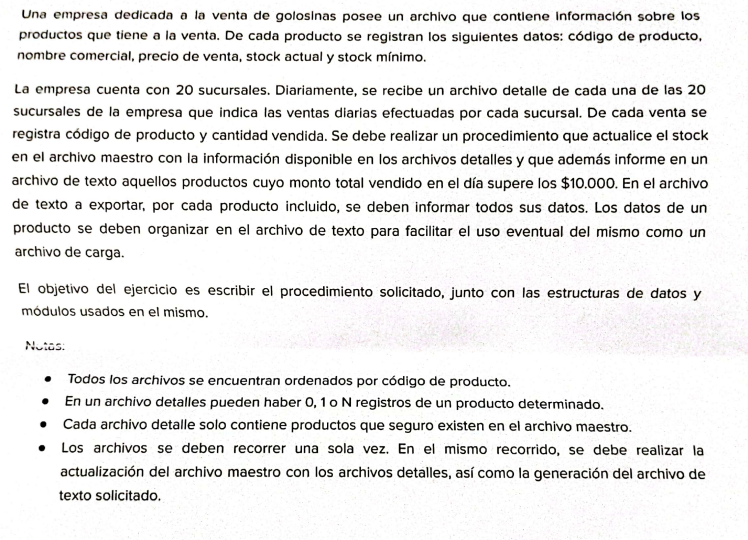 Una empresa dedicada a la venta de golosinas posee un archivo que contiene información sobre los
productos que tiene a la venta. De cada producto se registran los siguientes datos: código de producto,
nombre comercial, precio de venta, stock actual y stock mínimo.
La empresa cuenta con 20 sucursales. Diariamente, se recibe un archivo detalle de cada una de las 20
sucursales de la empresa que indica las ventas diarias efectuadas por cada sucursal. De cada venta se
registra código de producto y cantidad vendida. Se debe realizar un procedimiento que actualice el stock
en el archivo maestro con la información disponible en los archivos detalles y que además informe en un
archivo de texto aquellos productos cuyo monto total vendido en el día supere los $10.000. En el archivo
de texto a exportar, por cada producto incluido, se deben informar todos sus datos. Los datos de un
producto se deben organizar en el archivo de texto para facilitar el uso eventual del mismo como un
archivo de carga.
El objetivo del ejercicio es escribir el procedimiento solicitado, junto con las estructuras de datos y
módulos usados en el mismo.
Notas:
● Todos los archivos se encuentran ordenados por código de producto.
● En un archivo detalles pueden haber 0, 1 o N registros de un producto determinado.
● Cada archivo detalle solo contiene productos que seguro existen en el archivo maestro.
● Los archivos se deben recorrer una sola vez. En el mismo recorrido, se debe realizar la
actualización del archivo maestro con los archivos detalles, así como la generación del archivo de
texto solicitado.